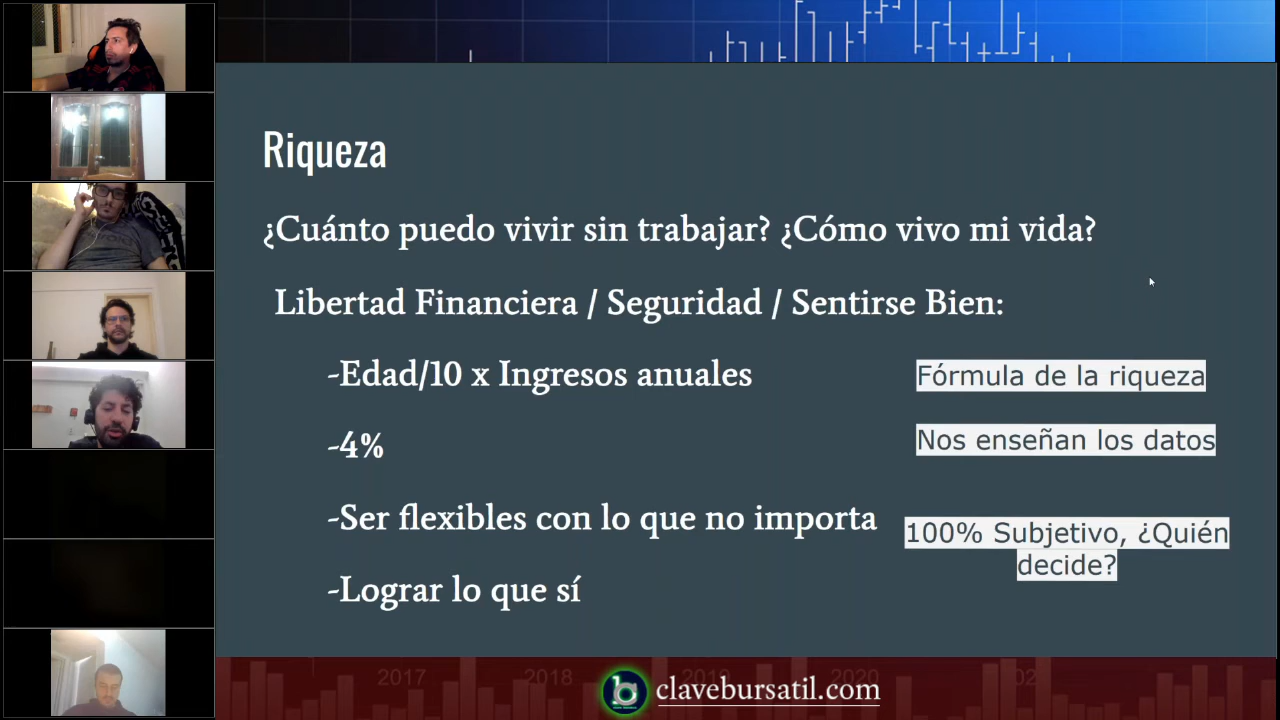 Riqueza
¿Cuánto puedo vivir sin trabajar? ¿Cómo vivo mi vida?
Libertad Financiera / Seguridad / Sentirse Bien:
-Edad/10 x Ingresos anuales
Fórmula de la riqueza
-4%
Nos enseñan los datos
-Ser flexibles con lo que no importa
100% Subjetivo, ¿Quién
decide?
-Lograr lo que sí
2017 2018 2019 2020
clavebursatil.com